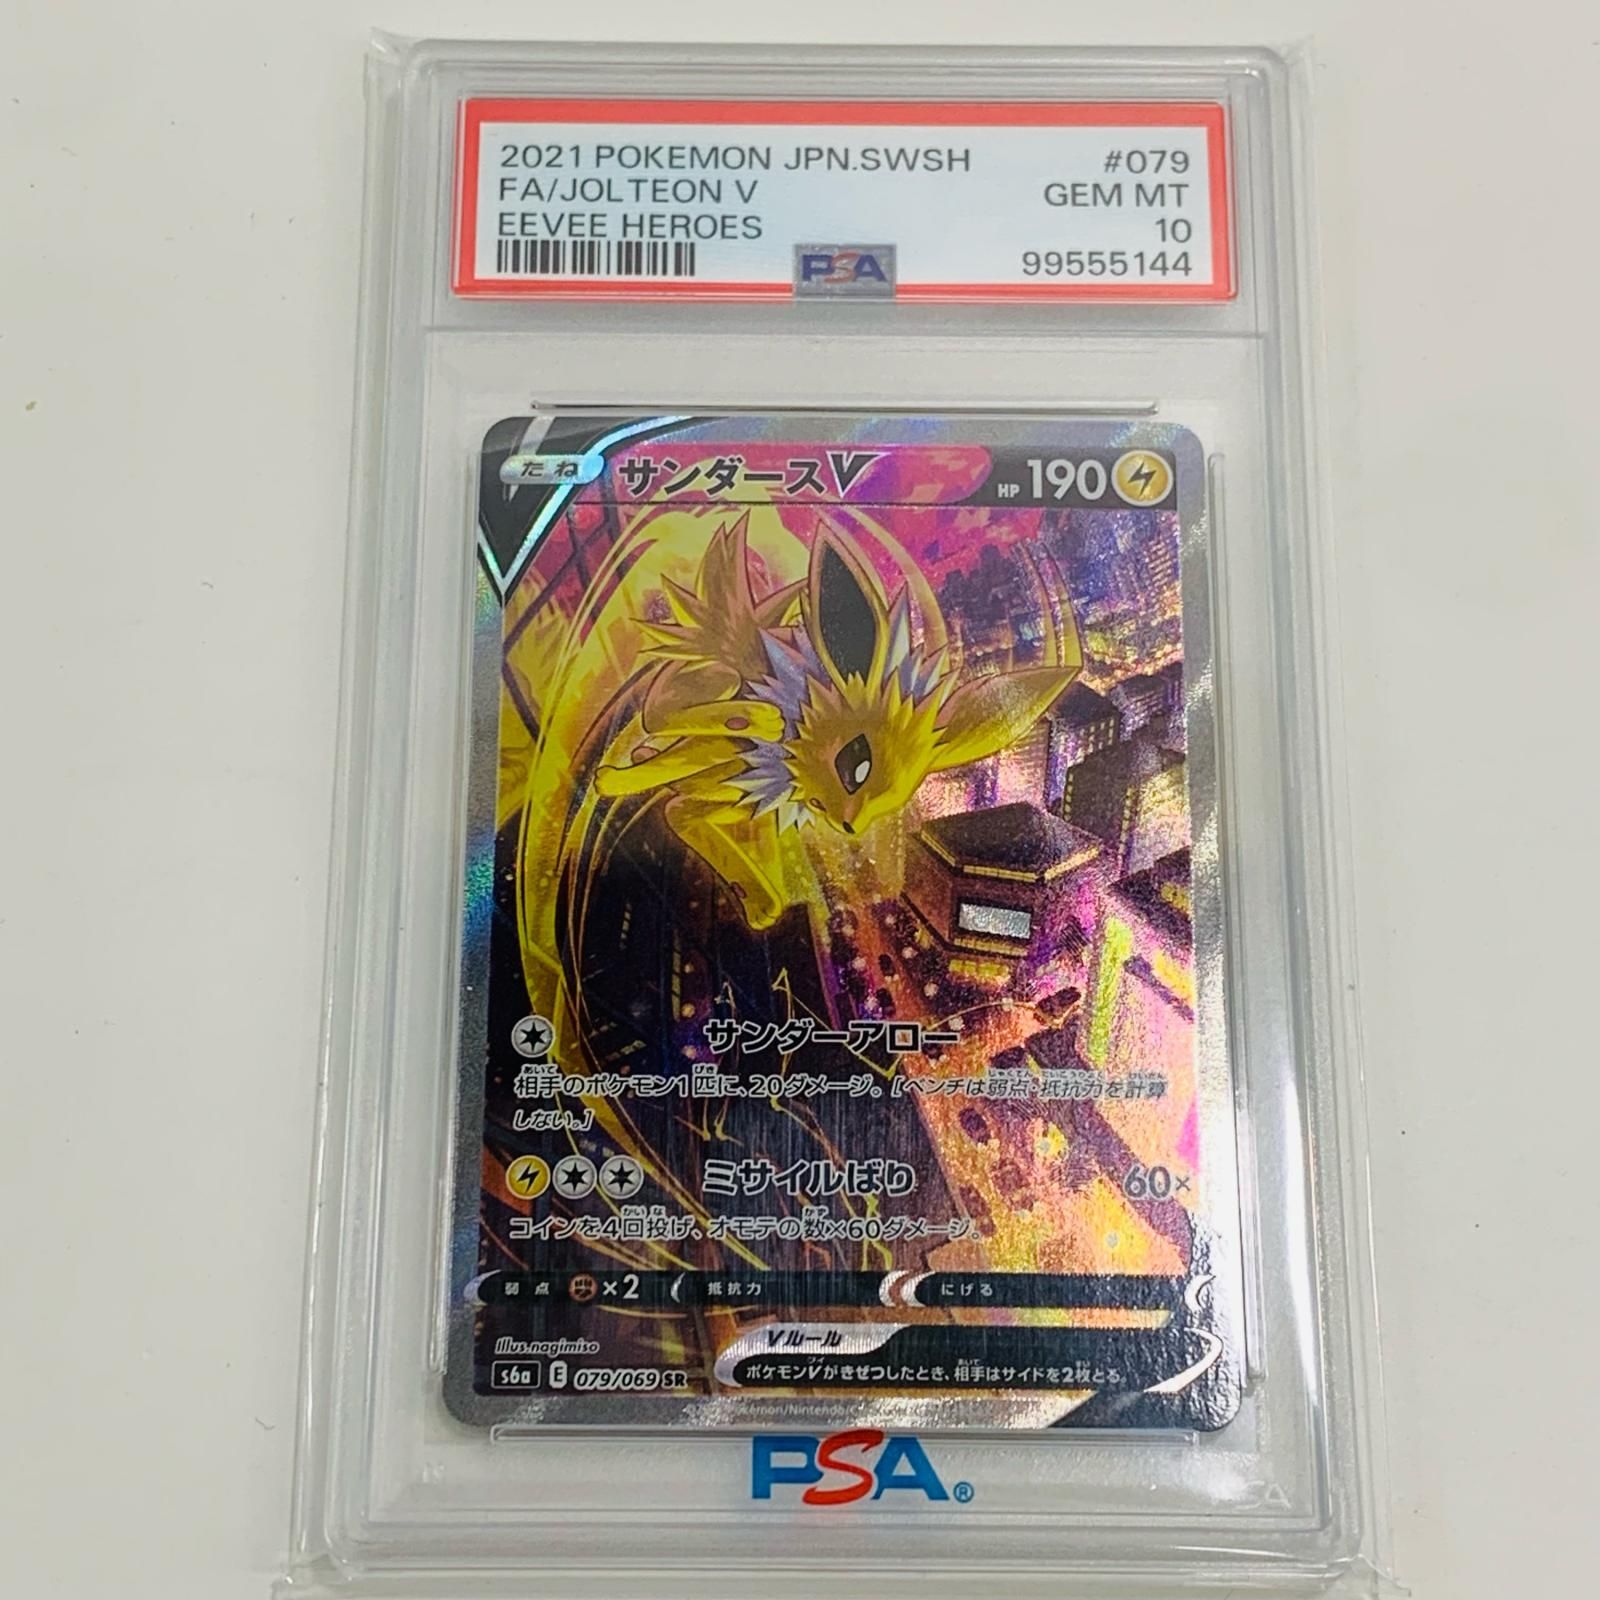 2021 POKEMON JPN.SWSH #079
FA/JOLTEON V GEM MT
EEVEE HEROES 10
PSA 99555144
たね サンダースV HP 190
サンダーアロー
相手のポケモン1匹に、20ダメージ。[ベンチは弱点・抵抗力を計算
しない。]
ミサイルばり 60×
コインを4回投げ、オモテの数×60ダメージ。
弱点 ×2 抵抗力 にげる
Illus.nagimiso
Vルール
ポケモンVがきぜつしたとき、相手はサイドを2枚とる。
s6a E 079/069 SR
Pokémon/Nintendo/
PSA®